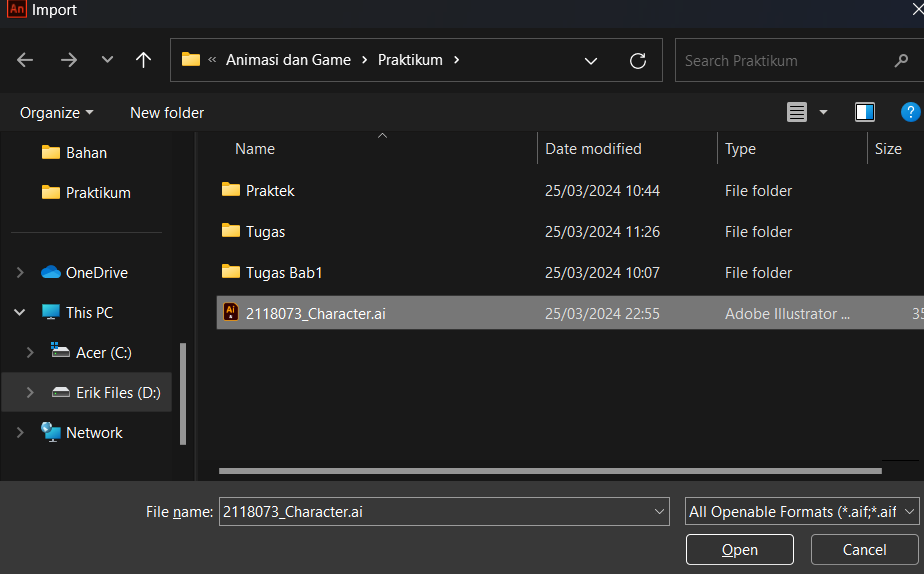 An Import
« Animasi dan Game > Praktikum >
Search Praktikum
Organize
New folder
?
Bahan
Praktikum
OneDrive
This PC
Acer (C:)
Erik Files (D:)
Network
Name Date modified Type Size
Praktek 25/03/2024 10:44 File folder
Tugas 25/03/2024 11:26 File folder
Tugas Bab1 25/03/2024 10:07 File folder
Ai 2118073_Character.ai 25/03/2024 22:55 Adobe Illustrator ... 35
File name: 2118073_Character.ai All Openable Formats (*.aif;*.aif
Open Cancel